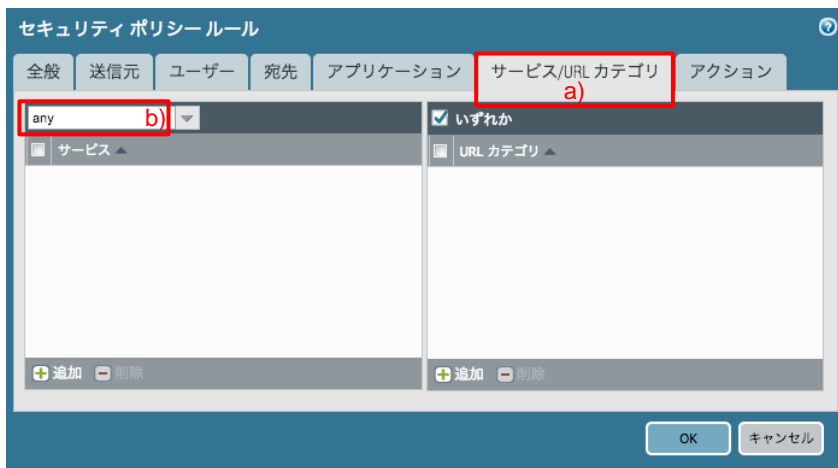 セキュリティ ポリシー ルール
全般 送信元 ユーザー 宛先 アプリケーション サービス/URL カテゴリ アクション
a)
any b) いずれか
サービス URL カテゴリ
追加 削除 追加 削除
OK キャンセル